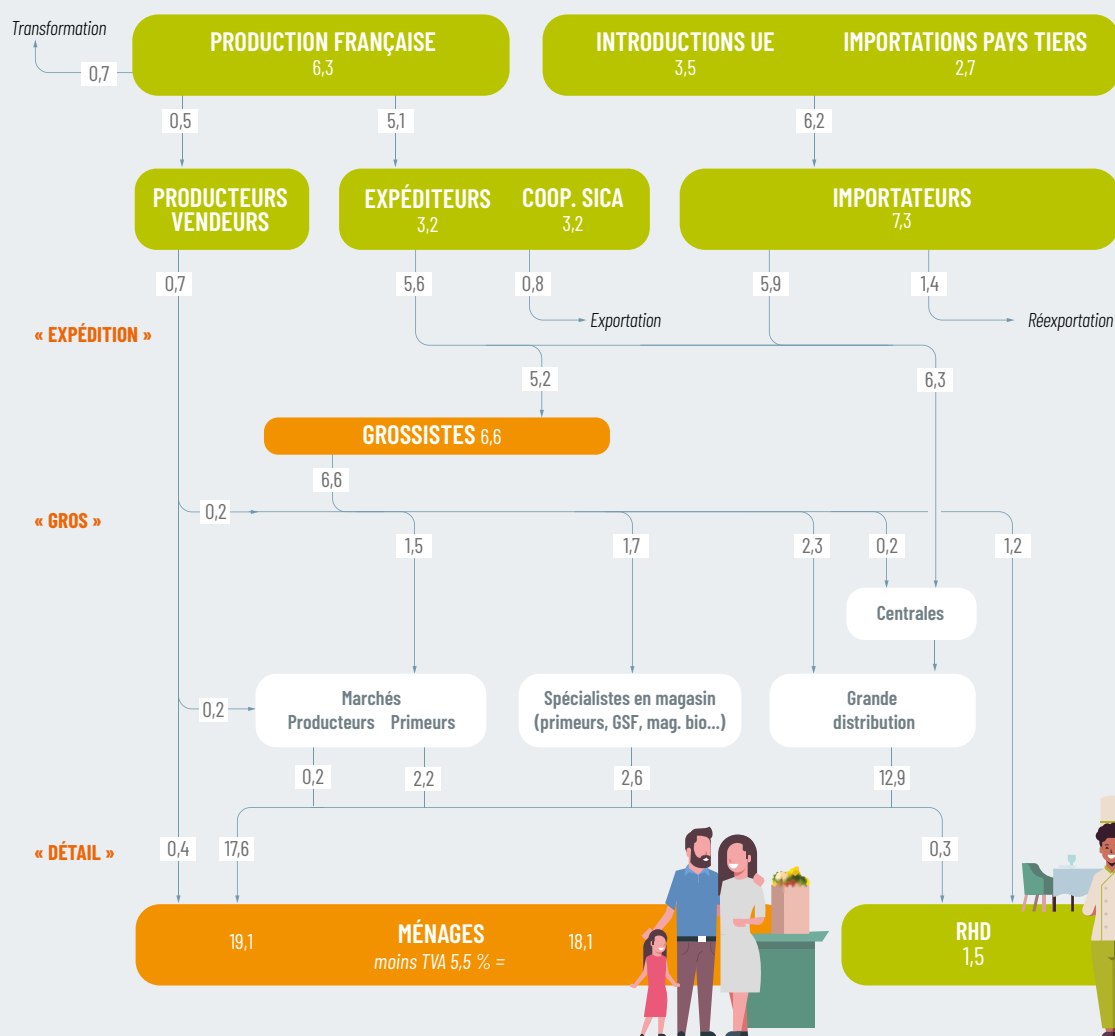 Transformation
0,7
PRODUCTION FRANÇAISE
6,3
INTRODUCTIONS UE
3,5
IMPORTATIONS PAYS TIERS
2,7
0,5
5,1
6,2
PRODUCTEURS
VENDEURS
EXPÉDITEURS
3,2
COOP. SICA
3,2
IMPORTATEURS
7,3
0,7
5,6
0,8
5,9
1,4
Exportation
Réexportation
« EXPÉDITION »
5,2
6,3
GROSSISTES 6,6
6,6
« GROS »
0,2
1,5
1,7
2,3
0,2
1,2
Centrales
0,2
Marchés
Producteurs Primeurs
Spécialistes en magasin
(primeurs, GSF, mag. bio...)
Grande
distribution
0,2
2,2
2,6
12,9
« DÉTAIL »
0,4
17,6
0,3
19,1
MÉNAGES
moins TVA 5,5 % =
18,1
RHD
1,5